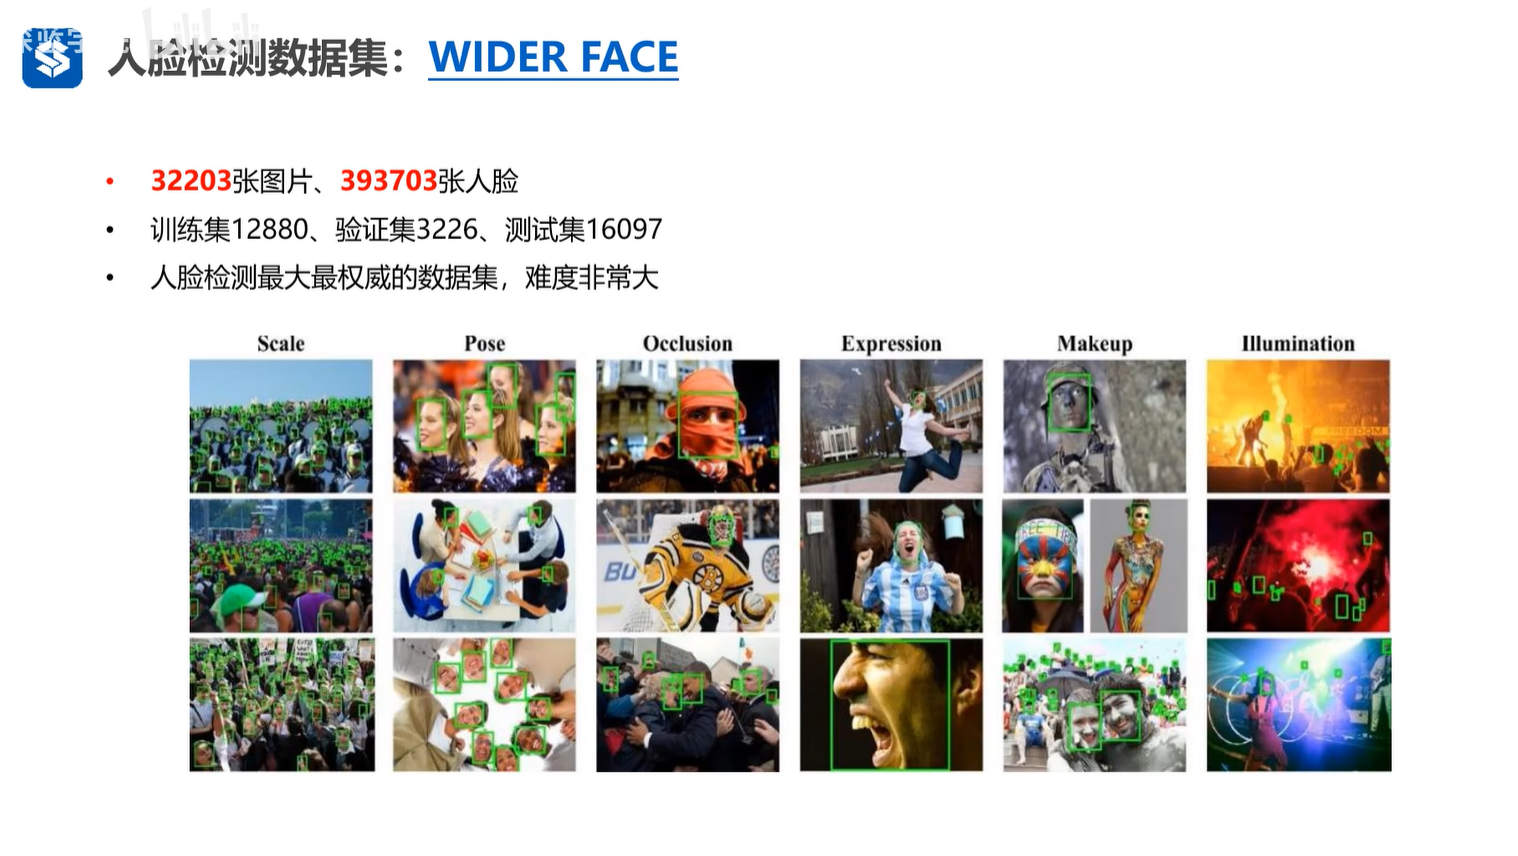 人脸检测数据集：WIDER FACE
• 32203张图片、393703张人脸
• 训练集12880、验证集3226、测试集16097
• 人脸检测最大最权威的数据集，难度非常大
Scale Pose Occlusion Expression Makeup Illumination
FREEDOM
BU